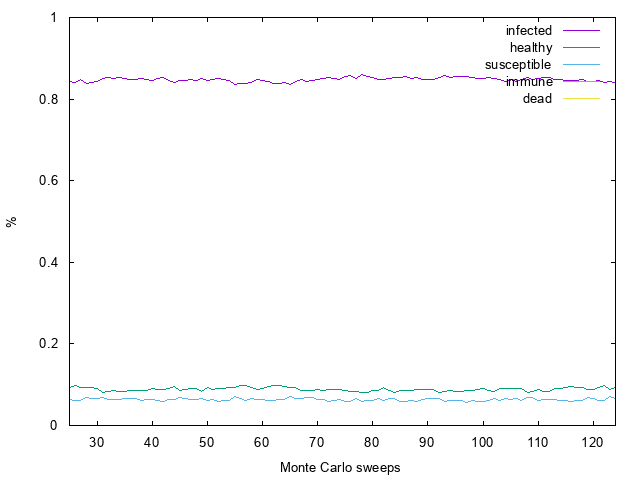 1
0.8
0.6
0.4
0.2
0
%
infected
healthy
susceptible
immune
dead
30 40 50 60 70 80 90 100 110 120
Monte Carlo sweeps